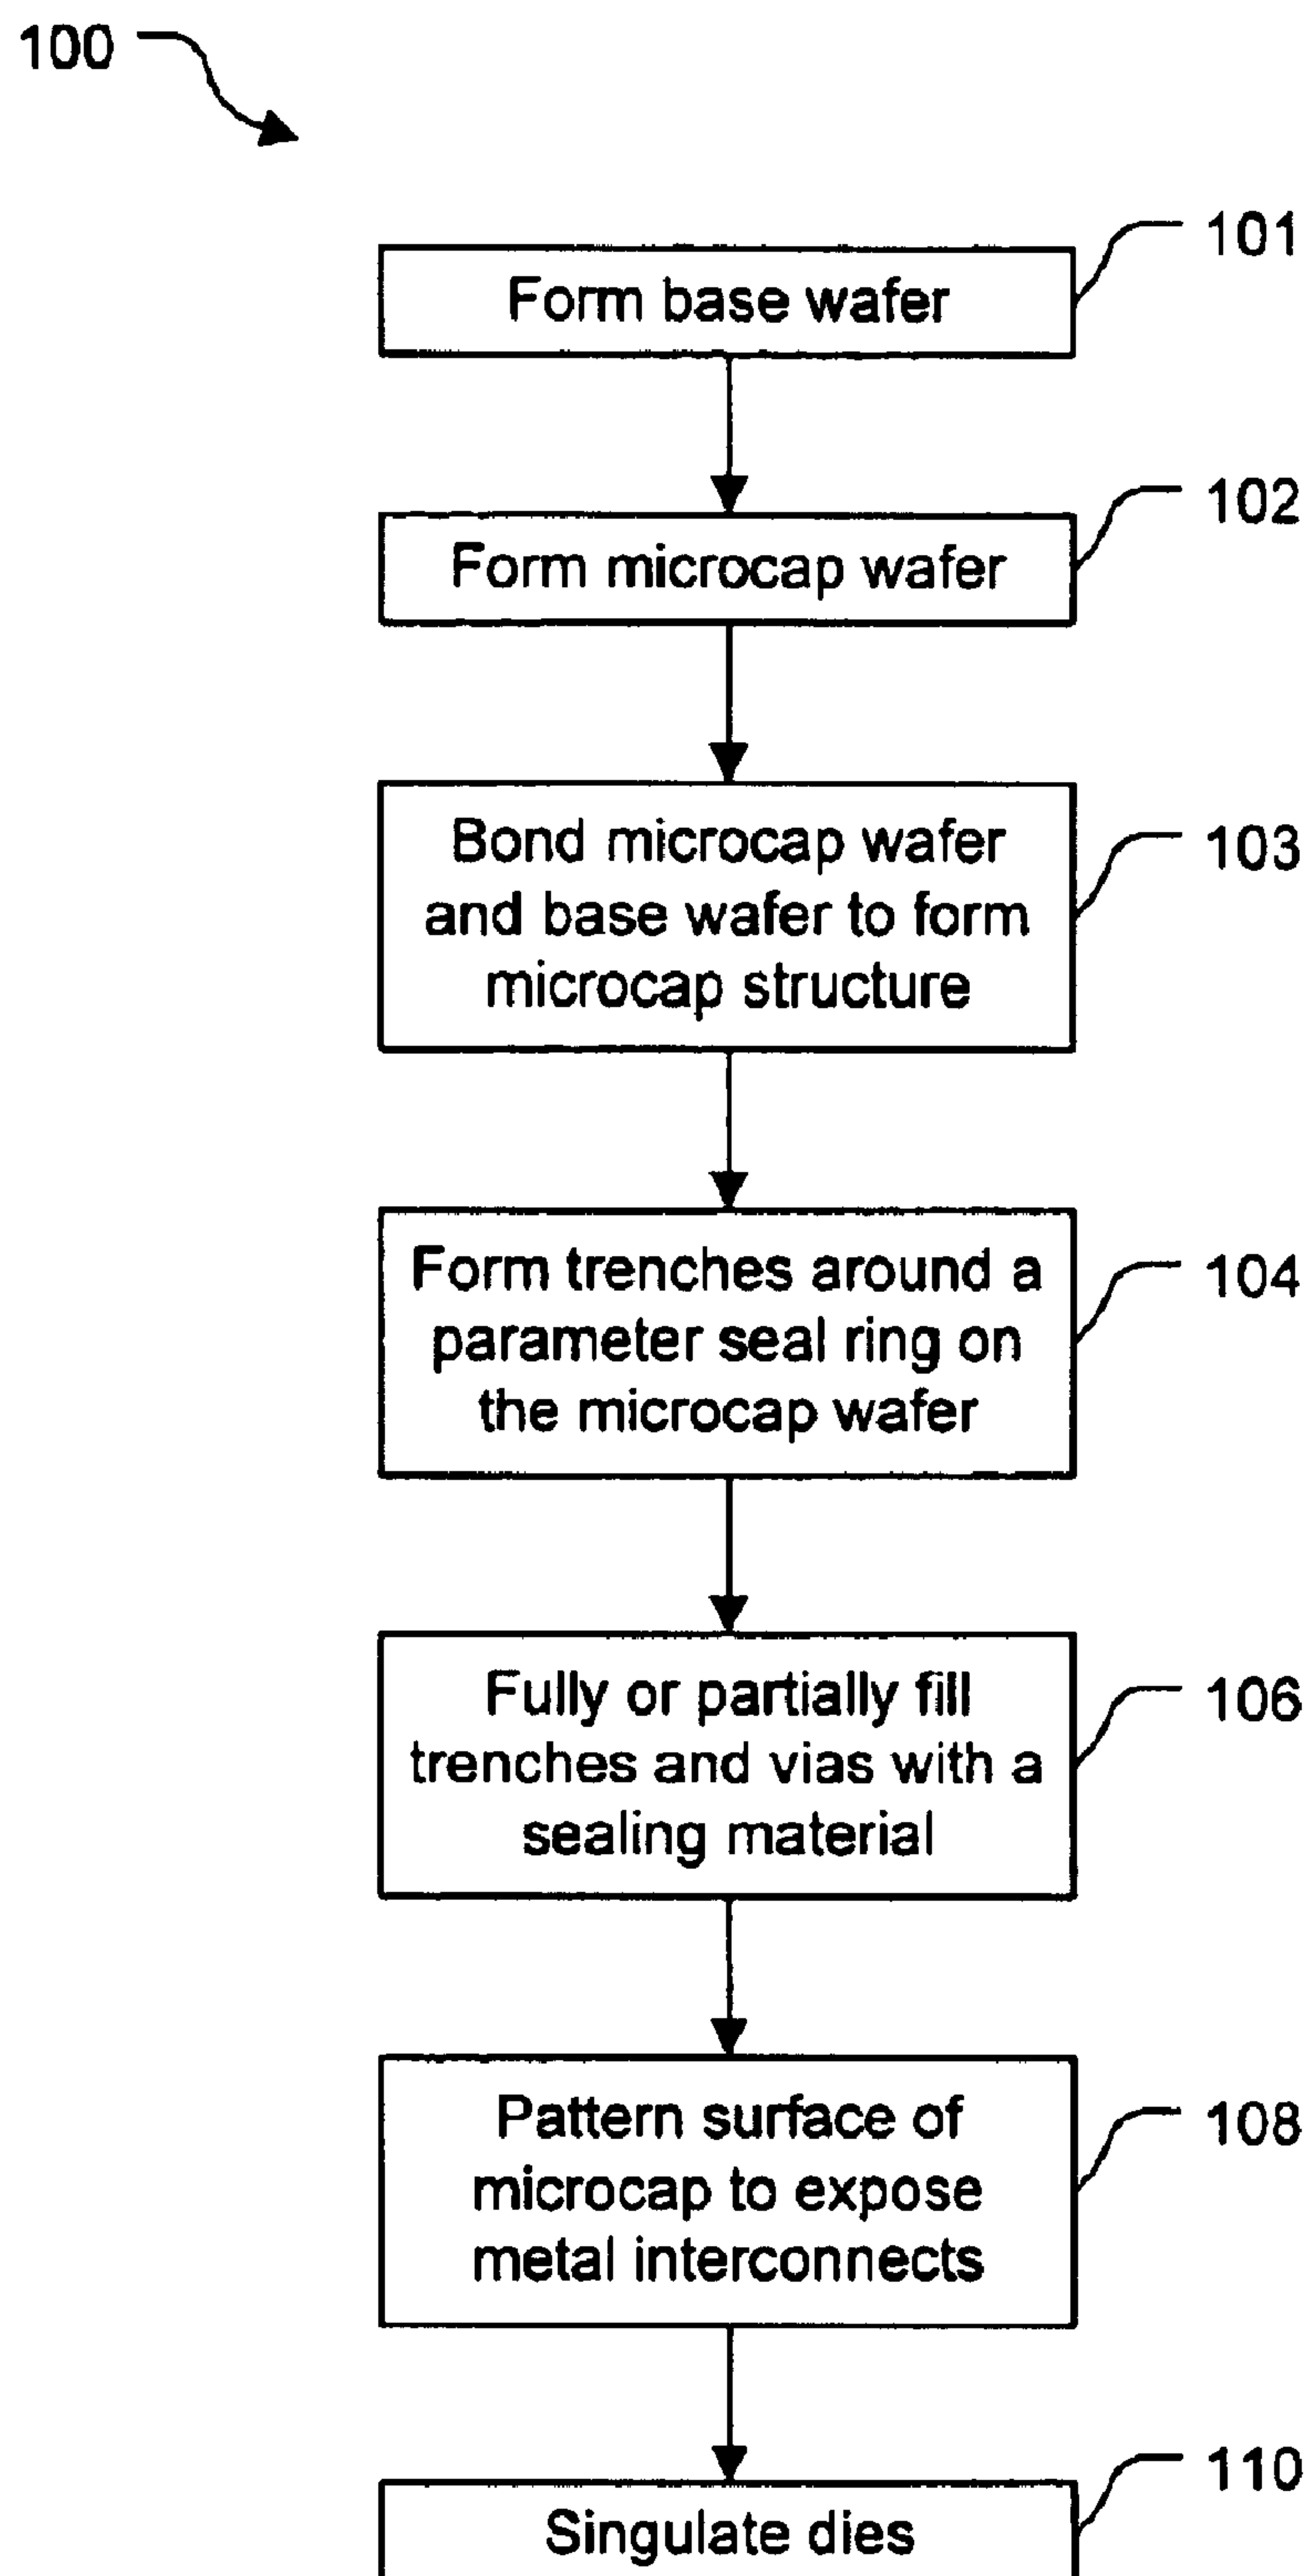 100
101
Form base wafer
102
Form microcap wafer
103
Bond microcap wafer
and base wafer to form
microcap structure
104
Form trenches around a
parameter seal ring on
the microcap wafer
106
Fully or partially fill
trenches and vias with a
sealing material
108
Pattern surface of
microcap to expose
metal interconnects
110
Singulate dies